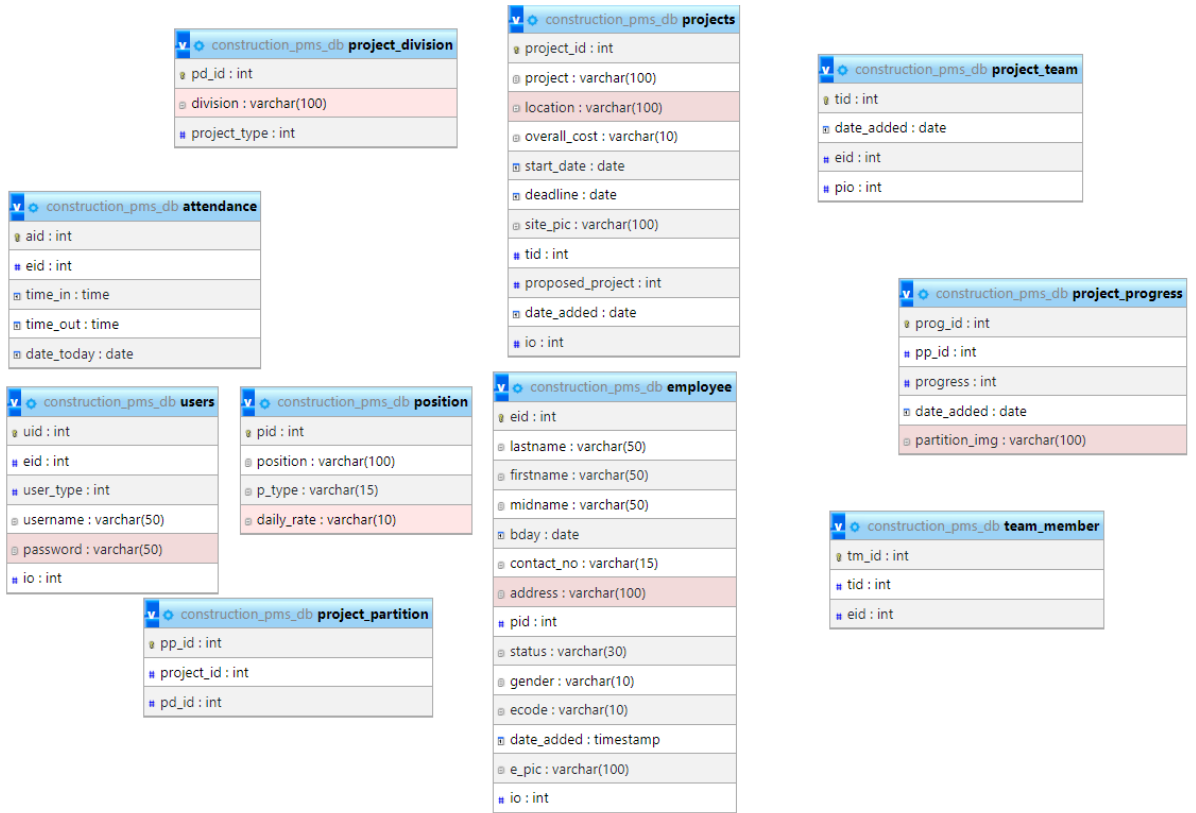 construction_pms_db project_division
pd_id : int
division : varchar(100)
project_type : int
construction_pms_db projects
project_id : int
project : varchar(100)
location : varchar(100)
overall_cost : varchar(10)
start_date : date
deadline : date
site_pic : varchar(100)
tid : int
proposed_project : int
date_added : date
io : int
construction_pms_db project_team
tid : int
date_added : date
eid : int
pio : int
construction_pms_db attendance
aid : int
eid : int
time_in : time
time_out : time
date_today : date
construction_pms_db project_progress
prog_id : int
pp_id : int
progress : int
date_added : date
partition_img : varchar(100)
construction_pms_db users
uid : int
eid : int
user_type : int
username : varchar(50)
password : varchar(50)
io : int
construction_pms_db position
pid : int
position : varchar(100)
p_type : varchar(15)
daily_rate : varchar(10)
construction_pms_db employee
eid : int
lastname : varchar(50)
firstname : varchar(50)
midname : varchar(50)
bday : date
contact_no : varchar(15)
address : varchar(100)
pid : int
status : varchar(30)
gender : varchar(10)
ecode : varchar(10)
date_added : timestamp
e_pic : varchar(100)
io : int
construction_pms_db team_member
tm_id : int
tid : int
eid : int
construction_pms_db project_partition
pp_id : int
project_id : int
pd_id : int